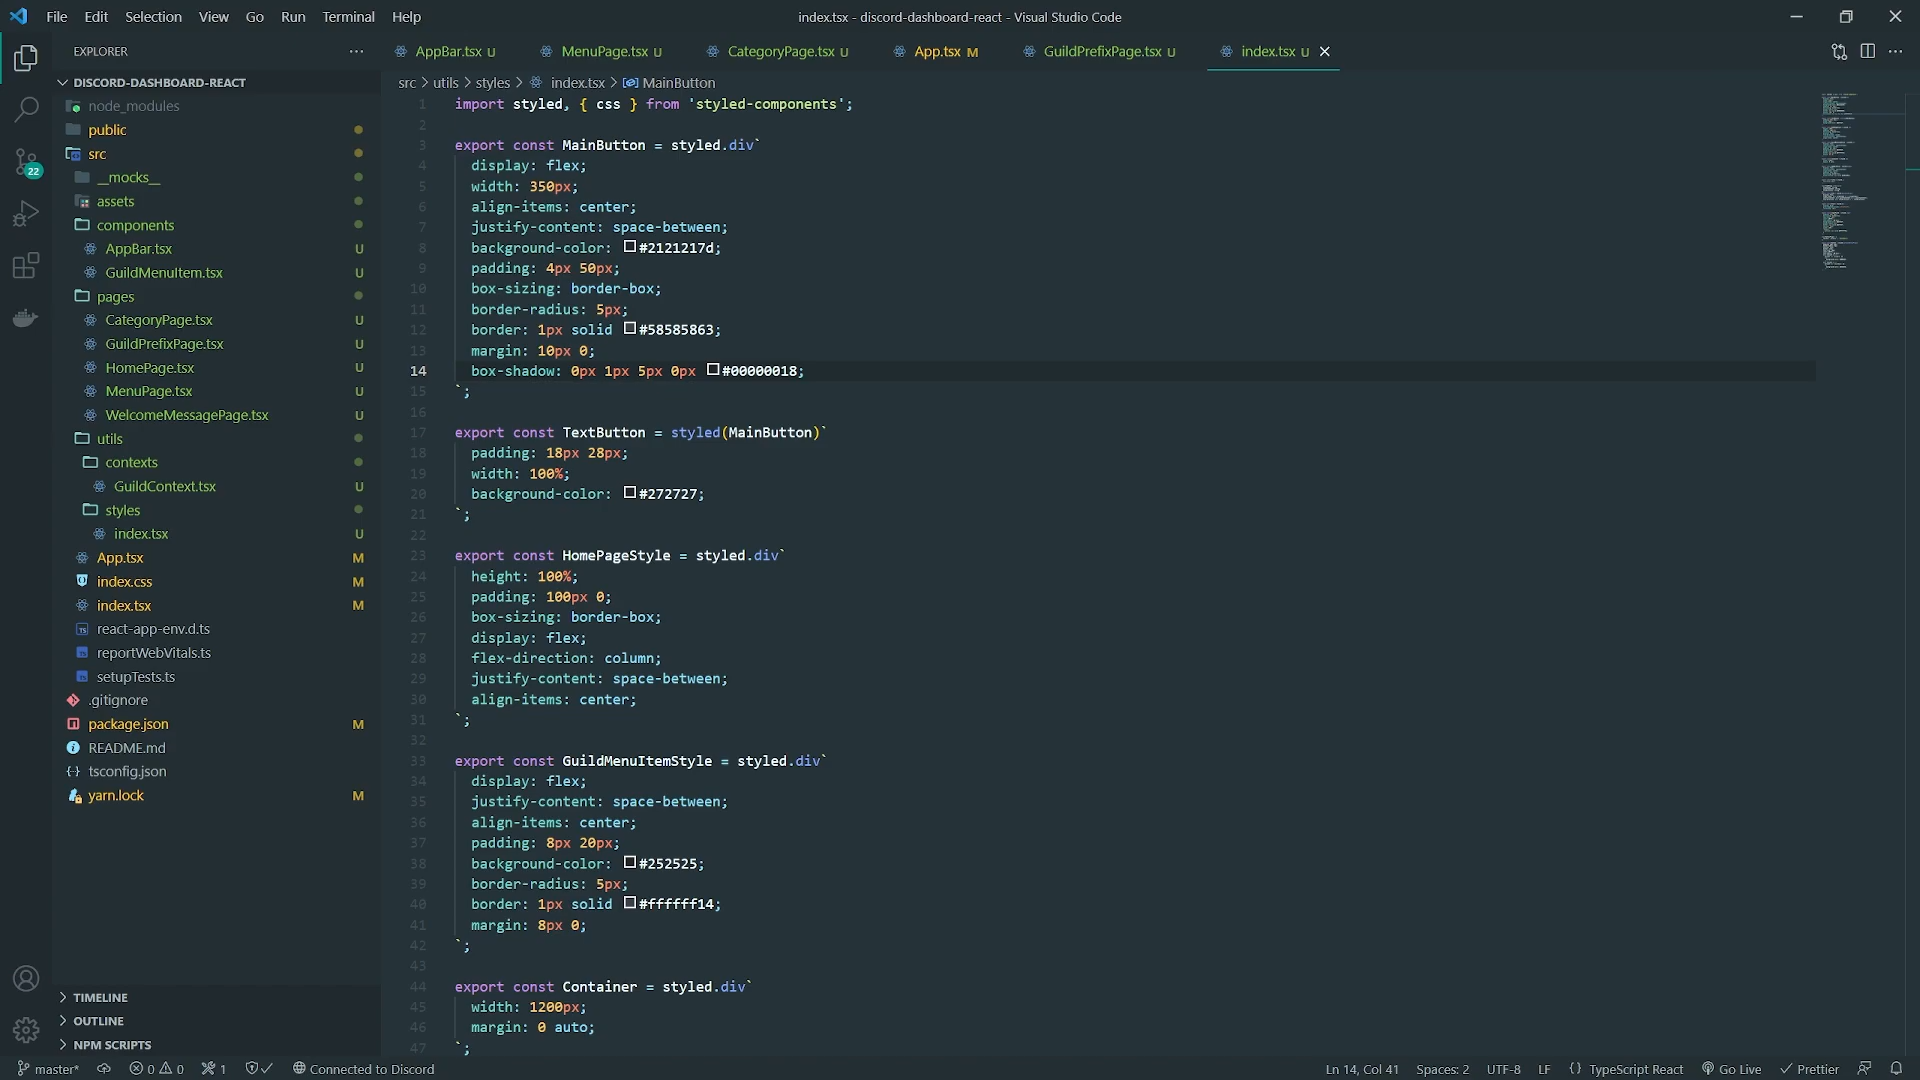 File Edit Selection View Go Run Terminal Help
index.tsx - discord-dashboard-react - Visual Studio Code
EXPLORER
AppBar.tsx U
MenuPage.tsx U
CategoryPage.tsx U
App.tsx M
GuildPrefixPage.tsx U
index.tsx U
DISCORD-DASHBOARD-REACT
node_modules
public
src
__mocks__
assets
components
AppBar.tsx U
GuildMenuItem.tsx U
pages
CategoryPage.tsx U
GuildPrefixPage.tsx U
HomePage.tsx U
MenuPage.tsx U
WelcomeMessagePage.tsx U
utils
contexts
GuildContext.tsx U
styles
index.tsx U
App.tsx M
index.css M
index.tsx M
react-app-env.d.ts
reportWebVitals.ts
setupTests.ts
.gitignore
package.json M
README.md
tsconfig.json
yarn.lock M
TIMELINE
OUTLINE
NPM SCRIPTS
22
src > utils > styles > index.tsx > MainButton
1 import styled, { css } from 'styled-components';
2
3 export const MainButton = styled.div`
4 display: flex;
5 width: 350px;
6 align-items: center;
7 justify-content: space-between;
8 background-color: #2121217d;
9 padding: 4px 50px;
10 box-sizing: border-box;
11 border-radius: 5px;
12 border: 1px solid #58585863;
13 margin: 10px 0;
14 box-shadow: 0px 1px 5px 0px #00000018;
15 `;
16
17 export const TextButton = styled(MainButton)`
18 padding: 18px 28px;
19 width: 100%;
20 background-color: #272727;
21 `;
22
23 export const HomePageStyle = styled.div`
24 height: 100%;
25 padding: 100px 0;
26 box-sizing: border-box;
27 display: flex;
28 flex-direction: column;
29 justify-content: space-between;
30 align-items: center;
31 `;
32
33 export const GuildMenuItemStyle = styled.div`
34 display: flex;
35 justify-content: space-between;
36 align-items: center;
37 padding: 8px 20px;
38 background-color: #252525;
39 border-radius: 5px;
40 border: 1px solid #ffffff14;
41 margin: 8px 0;
42 `;
43
44 export const Container = styled.div`
45 width: 1200px;
46 margin: 0 auto;
47 `;
master* 0 0 1 Connected to Discord
Ln 14, Col 41 Spaces: 2 UTF-8 LF {} TypeScript React Go Live Prettier